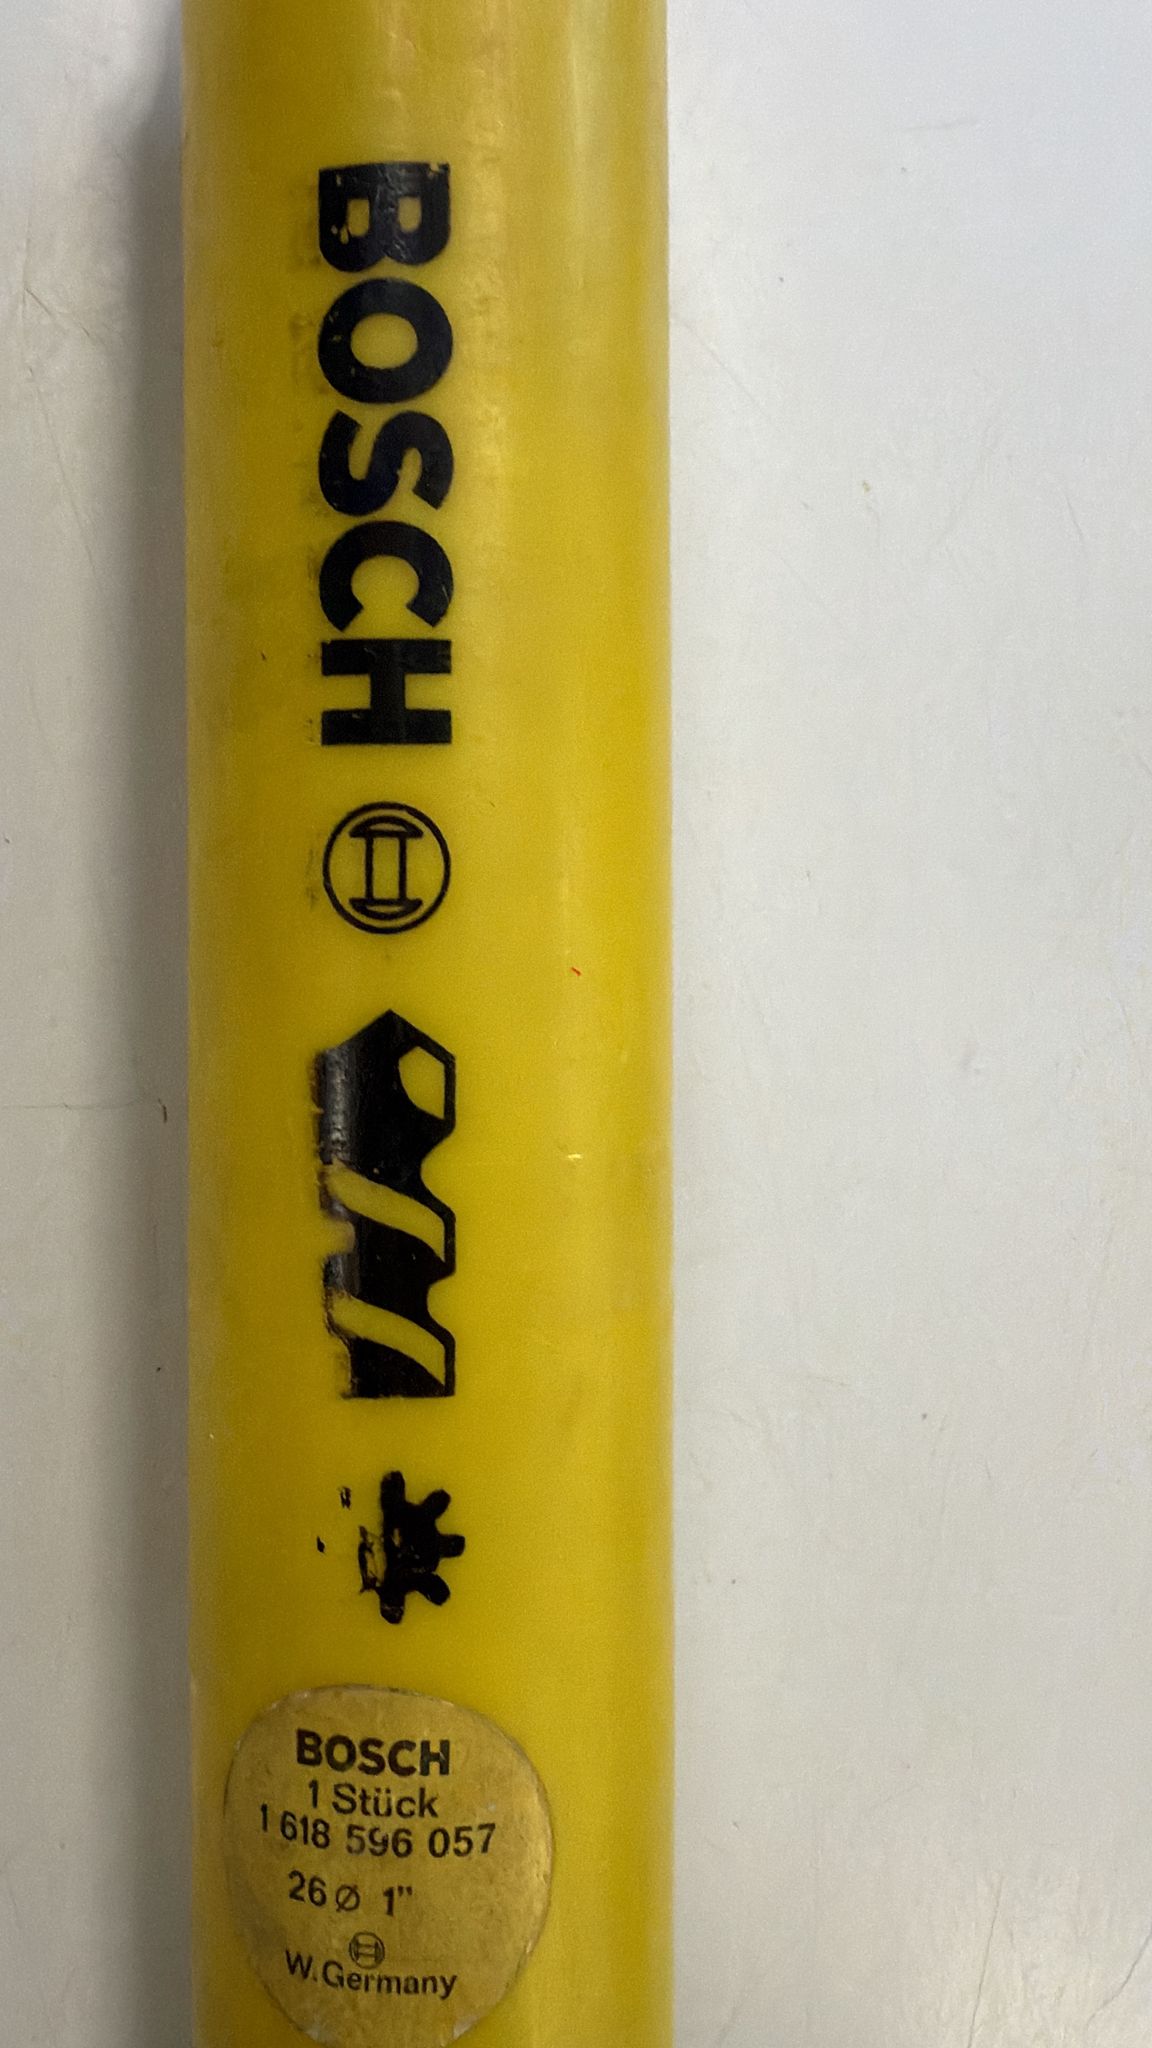 BOSCH
BOSCH
1 Stück
1 618 596 057
26 Ø 1"
W. Germany